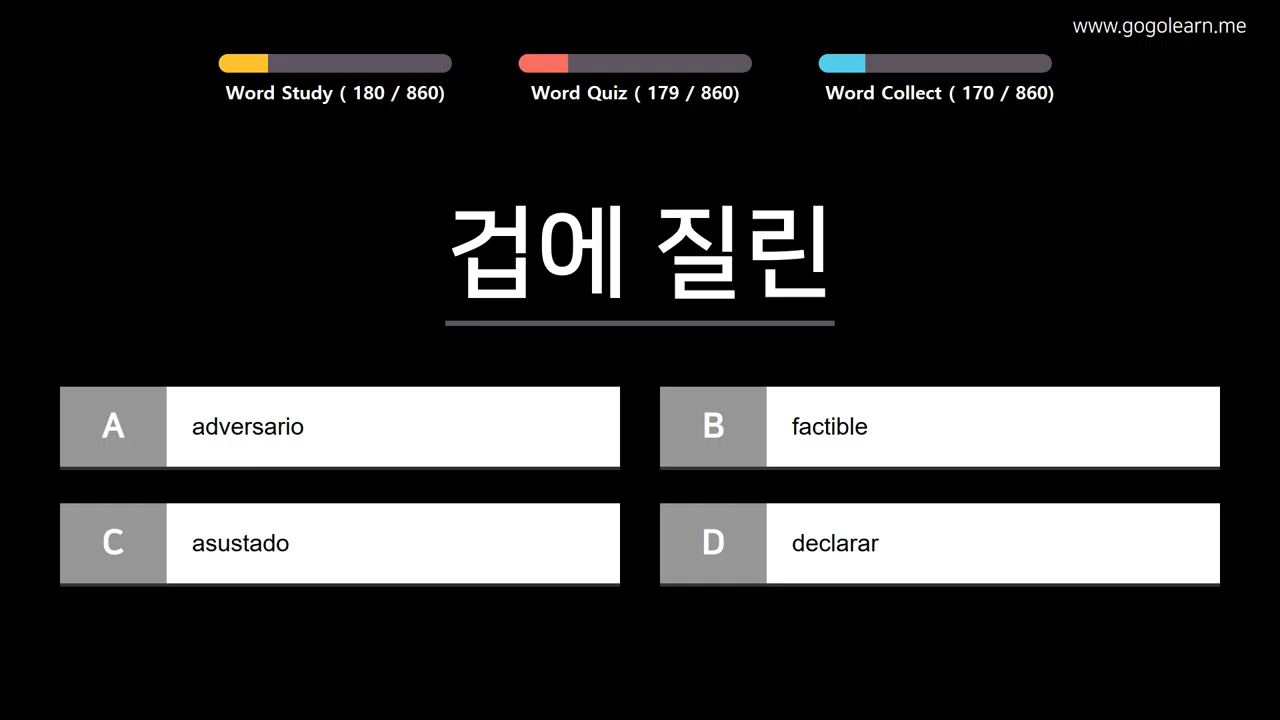 www.gogolearn.me
Word Study ( 180 / 860)
Word Quiz ( 179 / 860)
Word Collect ( 170 / 860)
겁에 질린
A adversario
B factible
C asustado
D declarar